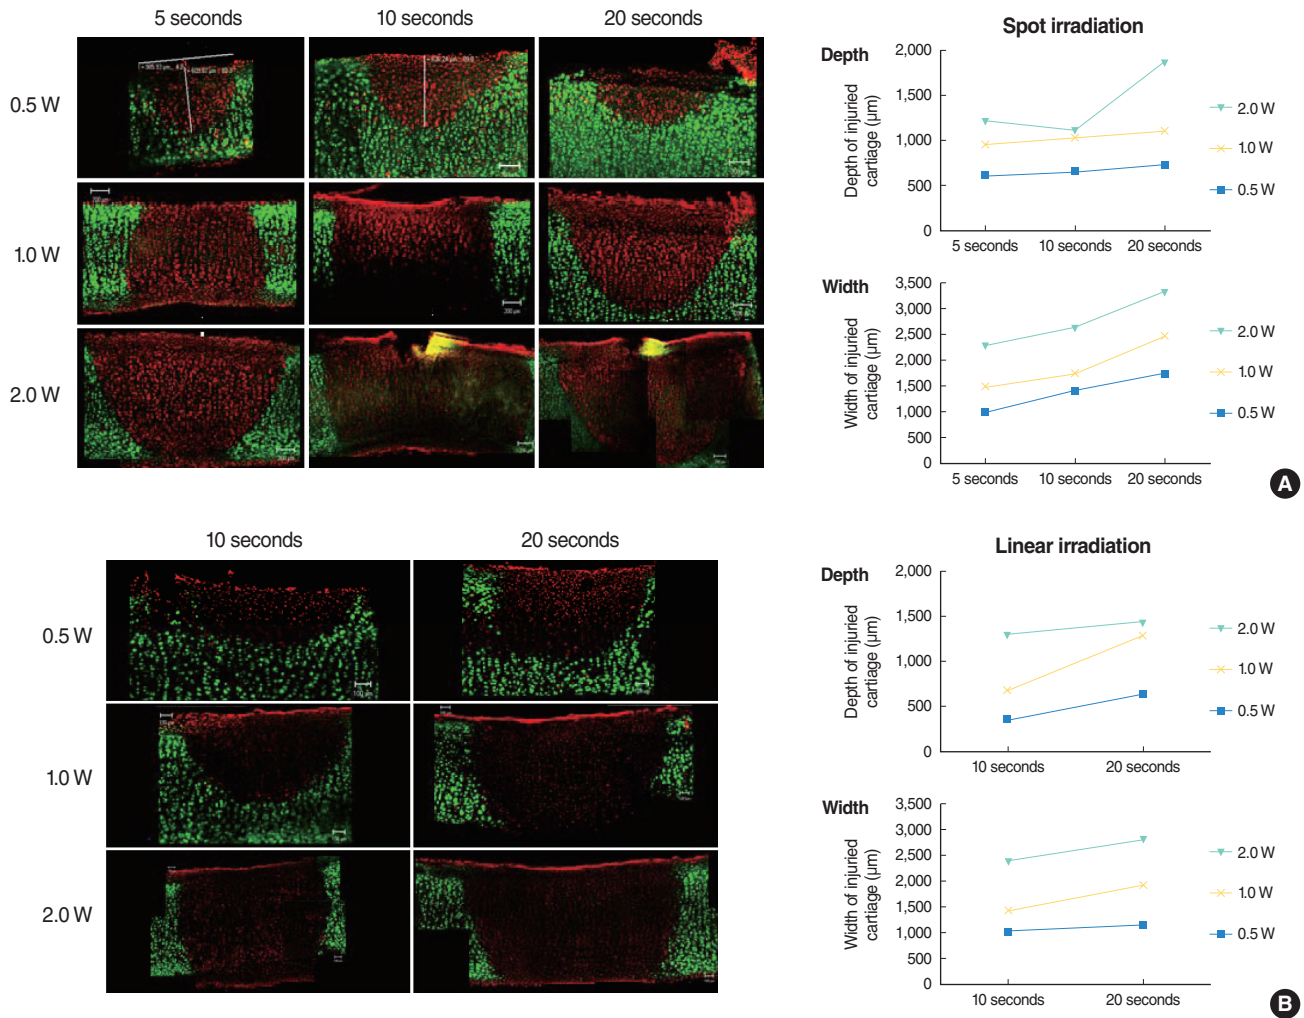 5 seconds
10 seconds
20 seconds
0.5 W
1.0 W
2.0 W
Spot irradiation
Depth
Depth of injuried
cartiage (μm)
2,000
1,500
1,000
500
0
5 seconds
10 seconds
20 seconds
2.0 W
1.0 W
0.5 W
Width
Width of injuried
cartiage (μm)
3,500
3,000
2,500
2,000
1,500
1,000
500
0
5 seconds
10 seconds
20 seconds
2.0 W
1.0 W
0.5 W
A
10 seconds
20 seconds
0.5 W
1.0 W
2.0 W
100 μm
200 μm
Linear irradiation
Depth
Depth of injuried
cartiage (μm)
2,000
1,500
1,000
500
0
10 seconds
20 seconds
2.0 W
1.0 W
0.5 W
Width
Width of injuried
cartiage (μm)
3,500
3,000
2,500
2,000
1,500
1,000
500
0
10 seconds
20 seconds
2.0 W
1.0 W
0.5 W
B